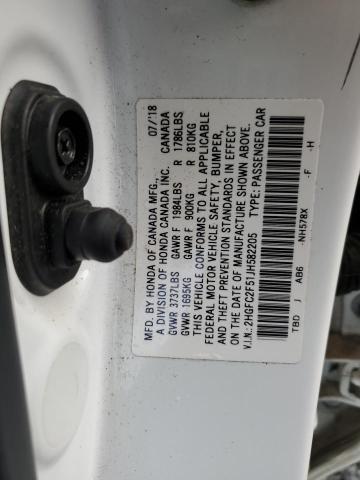 MFD. BY HONDA OF CANADA MFG., 07/'18
A DIVISION OF HONDA CANADA INC. CANADA
GVWR 3737LBS GAWR F 1984LBS R 1786LBS
GVWR 1695KG GAWR F 900KG R 810KG
THIS VEHICLE CONFORMS TO ALL APPLICABLE
FEDERAL MOTOR VEHICLE SAFETY, BUMPER,
AND THEFT PREVENTION STANDARDS IN EFFECT
ON THE DATE OF MANUFACTURE SHOWN ABOVE.
V.I.N.: 2HGFC2F51JH582205 TYPE: PASSENGER CAR
TBD J AB6 -NH578X -F -H